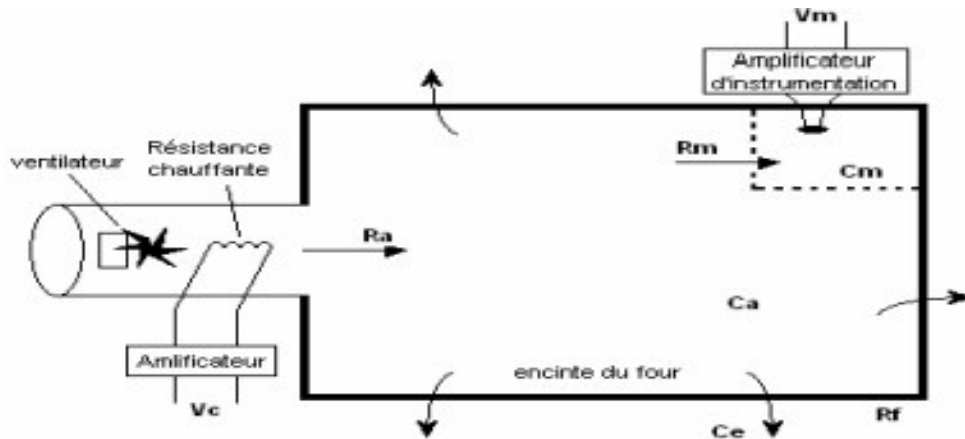 Vm
Amplificateur
d'instrumentation
Résistance
chauffante
ventilateur
Rm
Cm
Ra
Ca
Amlificateur
encinte du four
Vc
Ce
Rf